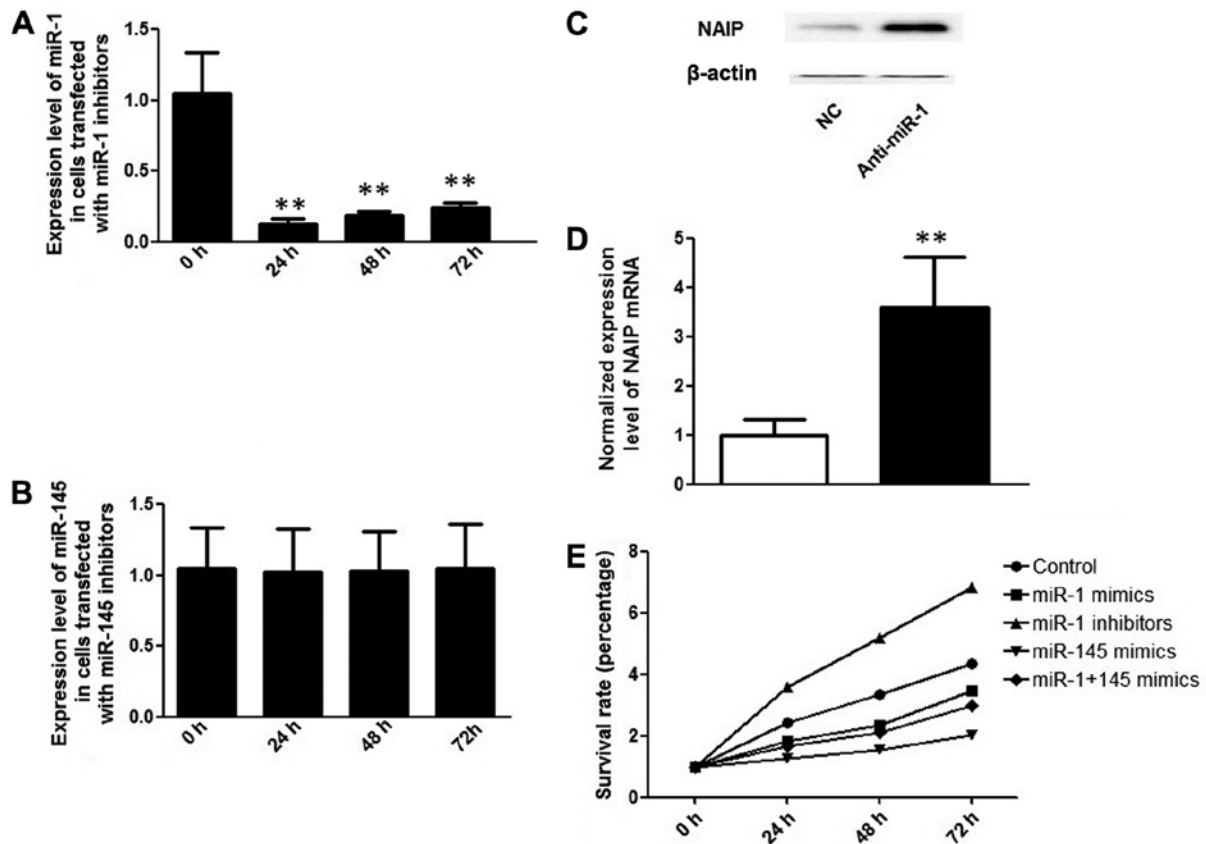 A
Expression level of miR-1
in cells transfected
with miR-1 inhibitors
1.5
1.0
0.5
0.0
**
**
**
0 h
24 h
48 h
72 h
B
Expression level of miR-145
in cells transfected
with miR-145 inhibitors
1.5
1.0
0.5
0.0
0 h
24 h
48 h
72h
C
NAIP
β-actin
NC
Anti-miR-1
D
Normalized expression
level of NAIP mRNA
5
4
3
2
1
0
**
E
Survival rate (percentage)
8
6
4
2
0
0 h
24 h
48 h
72 h
Control
miR-1 mimics
miR-1 inhibitors
miR-145 mimics
miR-1+145 mimics